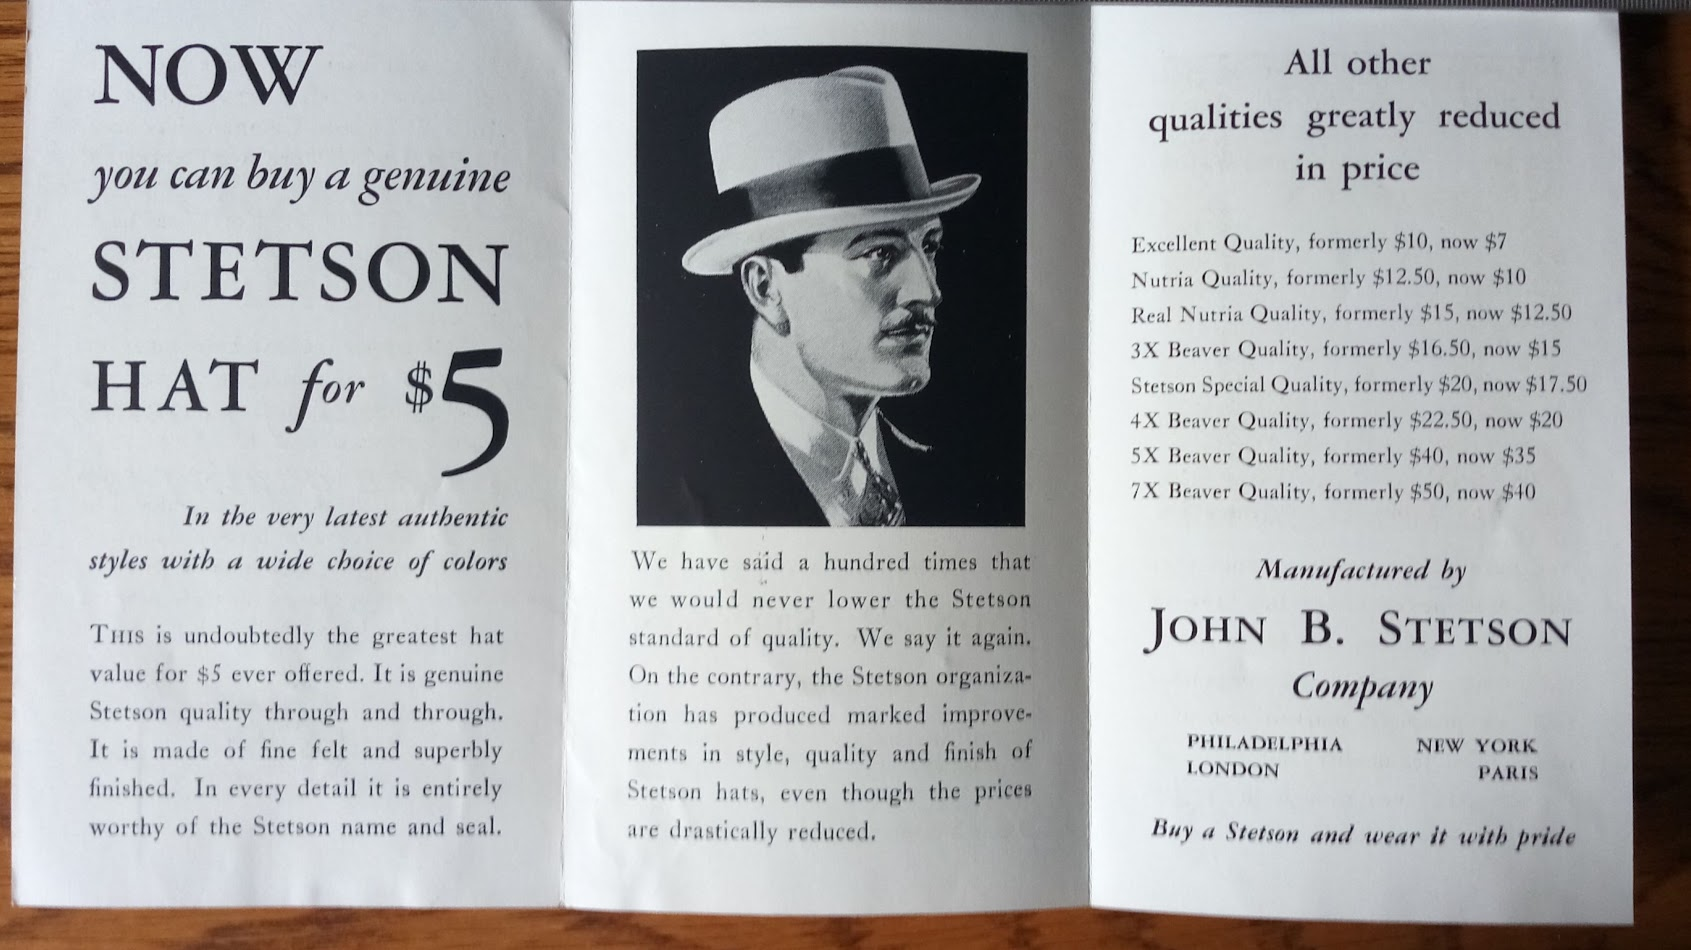 NOW
you can buy a genuine
STETSON
HAT for $5
In the very latest authentic
styles with a wide choice of colors
THIS is undoubtedly the greatest hat
value for $5 ever offered. It is genuine
Stetson quality through and through.
It is made of fine felt and superbly
finished. In every detail it is entirely
worthy of the Stetson name and seal.
We have said a hundred times that
we would never lower the Stetson
standard of quality. We say it again.
On the contrary, the Stetson organiza-
tion has produced marked improve-
ments in style, quality and finish of
Stetson hats, even though the prices
are drastically reduced.
All other
qualities greatly reduced
in price
Excellent Quality, formerly $10, now $7
Nutria Quality, formerly $12.50, now $10
Real Nutria Quality, formerly $15, now $12.50
3X Beaver Quality, formerly $16.50, now $15
Stetson Special Quality, formerly $20, now $17.50
4X Beaver Quality, formerly $22.50, now $20
5X Beaver Quality, formerly $40, now $35
7X Beaver Quality, formerly $50, now $40
Manufactured by
JOHN B. STETSON
Company
PHILADELPHIA NEW YORK
LONDON PARIS
Buy a Stetson and wear it with pride